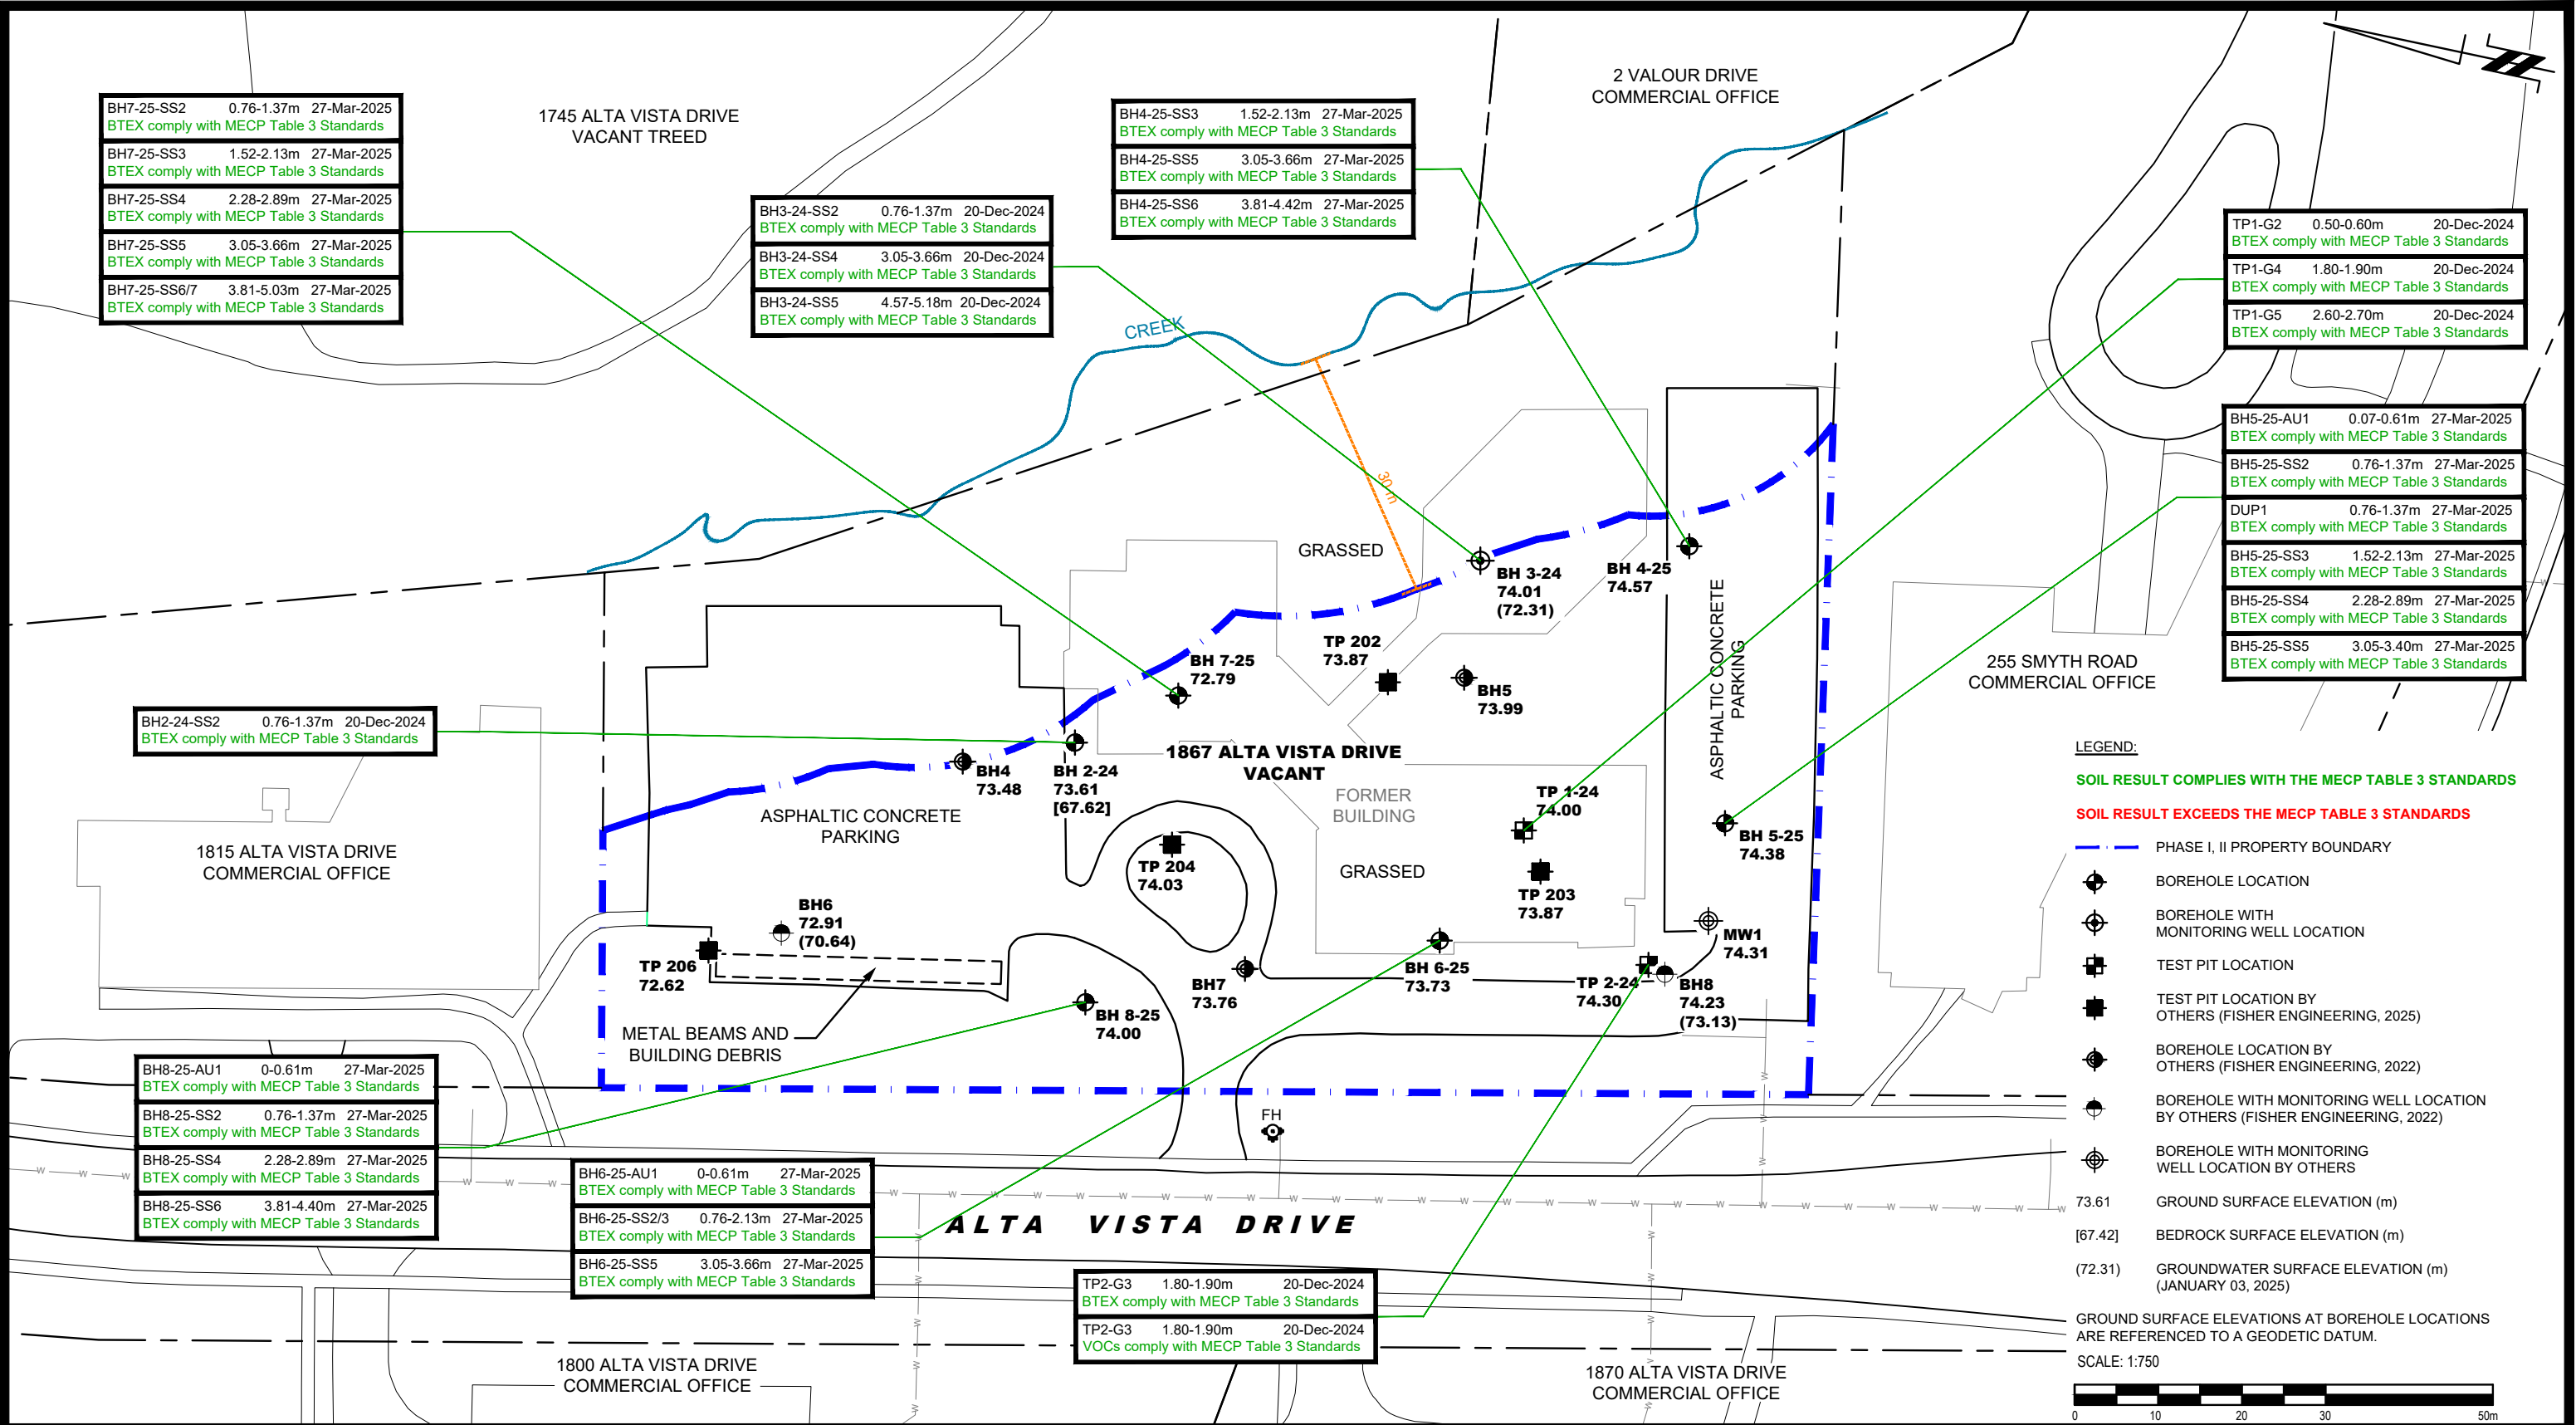 2 VALOUR DRIVE
COMMERCIAL OFFICE
1745 ALTA VISTA DRIVE
VACANT TREED
BH7-25-SS2 0.76-1.37m 27-Mar-2025
BTEX comply with MECP Table 3 Standards
BH7-25-SS3 1.52-2.13m 27-Mar-2025
BTEX comply with MECP Table 3 Standards
BH7-25-SS4 2.28-2.89m 27-Mar-2025
BTEX comply with MECP Table 3 Standards
BH7-25-SS5 3.05-3.66m 27-Mar-2025
BTEX comply with MECP Table 3 Standards
BH7-25-SS6/7 3.81-5.03m 27-Mar-2025
BTEX comply with MECP Table 3 Standards
BH3-24-SS2 0.76-1.37m 20-Dec-2024
BTEX comply with MECP Table 3 Standards
BH3-24-SS4 3.05-3.66m 20-Dec-2024
BTEX comply with MECP Table 3 Standards
BH3-24-SS5 4.57-5.18m 20-Dec-2024
BTEX comply with MECP Table 3 Standards
BH4-25-SS3 1.52-2.13m 27-Mar-2025
BTEX comply with MECP Table 3 Standards
BH4-25-SS5 3.05-3.66m 27-Mar-2025
BTEX comply with MECP Table 3 Standards
BH4-25-SS6 3.81-4.42m 27-Mar-2025
BTEX comply with MECP Table 3 Standards
TP1-G2 0.50-0.60m 20-Dec-2024
BTEX comply with MECP Table 3 Standards
TP1-G4 1.80-1.90m 20-Dec-2024
BTEX comply with MECP Table 3 Standards
TP1-G5 2.60-2.70m 20-Dec-2024
BTEX comply with MECP Table 3 Standards
BH5-25-AU1 0.07-0.61m 27-Mar-2025
BTEX comply with MECP Table 3 Standards
BH5-25-SS2 0.76-1.37m 27-Mar-2025
BTEX comply with MECP Table 3 Standards
DUP1 0.76-1.37m 27-Mar-2025
BTEX comply with MECP Table 3 Standards
BH5-25-SS3 1.52-2.13m 27-Mar-2025
BTEX comply with MECP Table 3 Standards
BH5-25-SS4 2.28-2.89m 27-Mar-2025
BTEX comply with MECP Table 3 Standards
BH5-25-SS5 3.05-3.40m 27-Mar-2025
BTEX comply with MECP Table 3 Standards
CREEK
30 m
GRASSED
BH 3-24
74.01
(72.31)
BH 4-25
74.57
ASPHALTIC CONCRETE
PARKING
TP 202
73.87
BH 7-25
72.79
BH5
73.99
255 SMYTH ROAD
COMMERCIAL OFFICE
BH2-24-SS2 0.76-1.37m 20-Dec-2024
BTEX comply with MECP Table 3 Standards
1867 ALTA VISTA DRIVE
VACANT
BH4
73.48
BH 2-24
73.61
[67.62]
FORMER
BUILDING
TP 1-24
74.00
ASPHALTIC CONCRETE
PARKING
BH 5-25
74.38
1815 ALTA VISTA DRIVE
COMMERCIAL OFFICE
TP 204
74.03
GRASSED
TP 203
73.87
BH6
72.91
(70.64)
MW1
74.31
TP 206
72.62
BH7
73.76
BH 6-25
73.73
TP 2-24
74.30
BH8
74.23
(73.13)
BH 8-25
74.00
METAL BEAMS AND
BUILDING DEBRIS
FH
BH8-25-AU1 0-0.61m 27-Mar-2025
BTEX comply with MECP Table 3 Standards
BH8-25-SS2 0.76-1.37m 27-Mar-2025
BTEX comply with MECP Table 3 Standards
BH8-25-SS4 2.28-2.89m 27-Mar-2025
BTEX comply with MECP Table 3 Standards
BH8-25-SS6 3.81-4.40m 27-Mar-2025
BTEX comply with MECP Table 3 Standards
BH6-25-AU1 0-0.61m 27-Mar-2025
BTEX comply with MECP Table 3 Standards
BH6-25-SS2/3 0.76-2.13m 27-Mar-2025
BTEX comply with MECP Table 3 Standards
BH6-25-SS5 3.05-3.66m 27-Mar-2025
BTEX comply with MECP Table 3 Standards
ALTA VISTA DRIVE
TP2-G3 1.80-1.90m 20-Dec-2024
BTEX comply with MECP Table 3 Standards
TP2-G3 1.80-1.90m 20-Dec-2024
VOCs comply with MECP Table 3 Standards
1800 ALTA VISTA DRIVE
COMMERCIAL OFFICE
1870 ALTA VISTA DRIVE
COMMERCIAL OFFICE
LEGEND:
SOIL RESULT COMPLIES WITH THE MECP TABLE 3 STANDARDS
SOIL RESULT EXCEEDS THE MECP TABLE 3 STANDARDS
PHASE I, II PROPERTY BOUNDARY
BOREHOLE LOCATION
BOREHOLE WITH
MONITORING WELL LOCATION
TEST PIT LOCATION
TEST PIT LOCATION BY
OTHERS (FISHER ENGINEERING, 2025)
BOREHOLE LOCATION BY
OTHERS (FISHER ENGINEERING, 2022)
BOREHOLE WITH MONITORING WELL LOCATION
BY OTHERS (FISHER ENGINEERING, 2022)
BOREHOLE WITH MONITORING
WELL LOCATION BY OTHERS
73.61 GROUND SURFACE ELEVATION (m)
[67.42] BEDROCK SURFACE ELEVATION (m)
(72.31) GROUNDWATER SURFACE ELEVATION (m)
(JANUARY 03, 2025)
GROUND SURFACE ELEVATIONS AT BOREHOLE LOCATIONS
ARE REFERENCED TO A GEODETIC DATUM.
SCALE: 1:750
0 10 20 30 50m